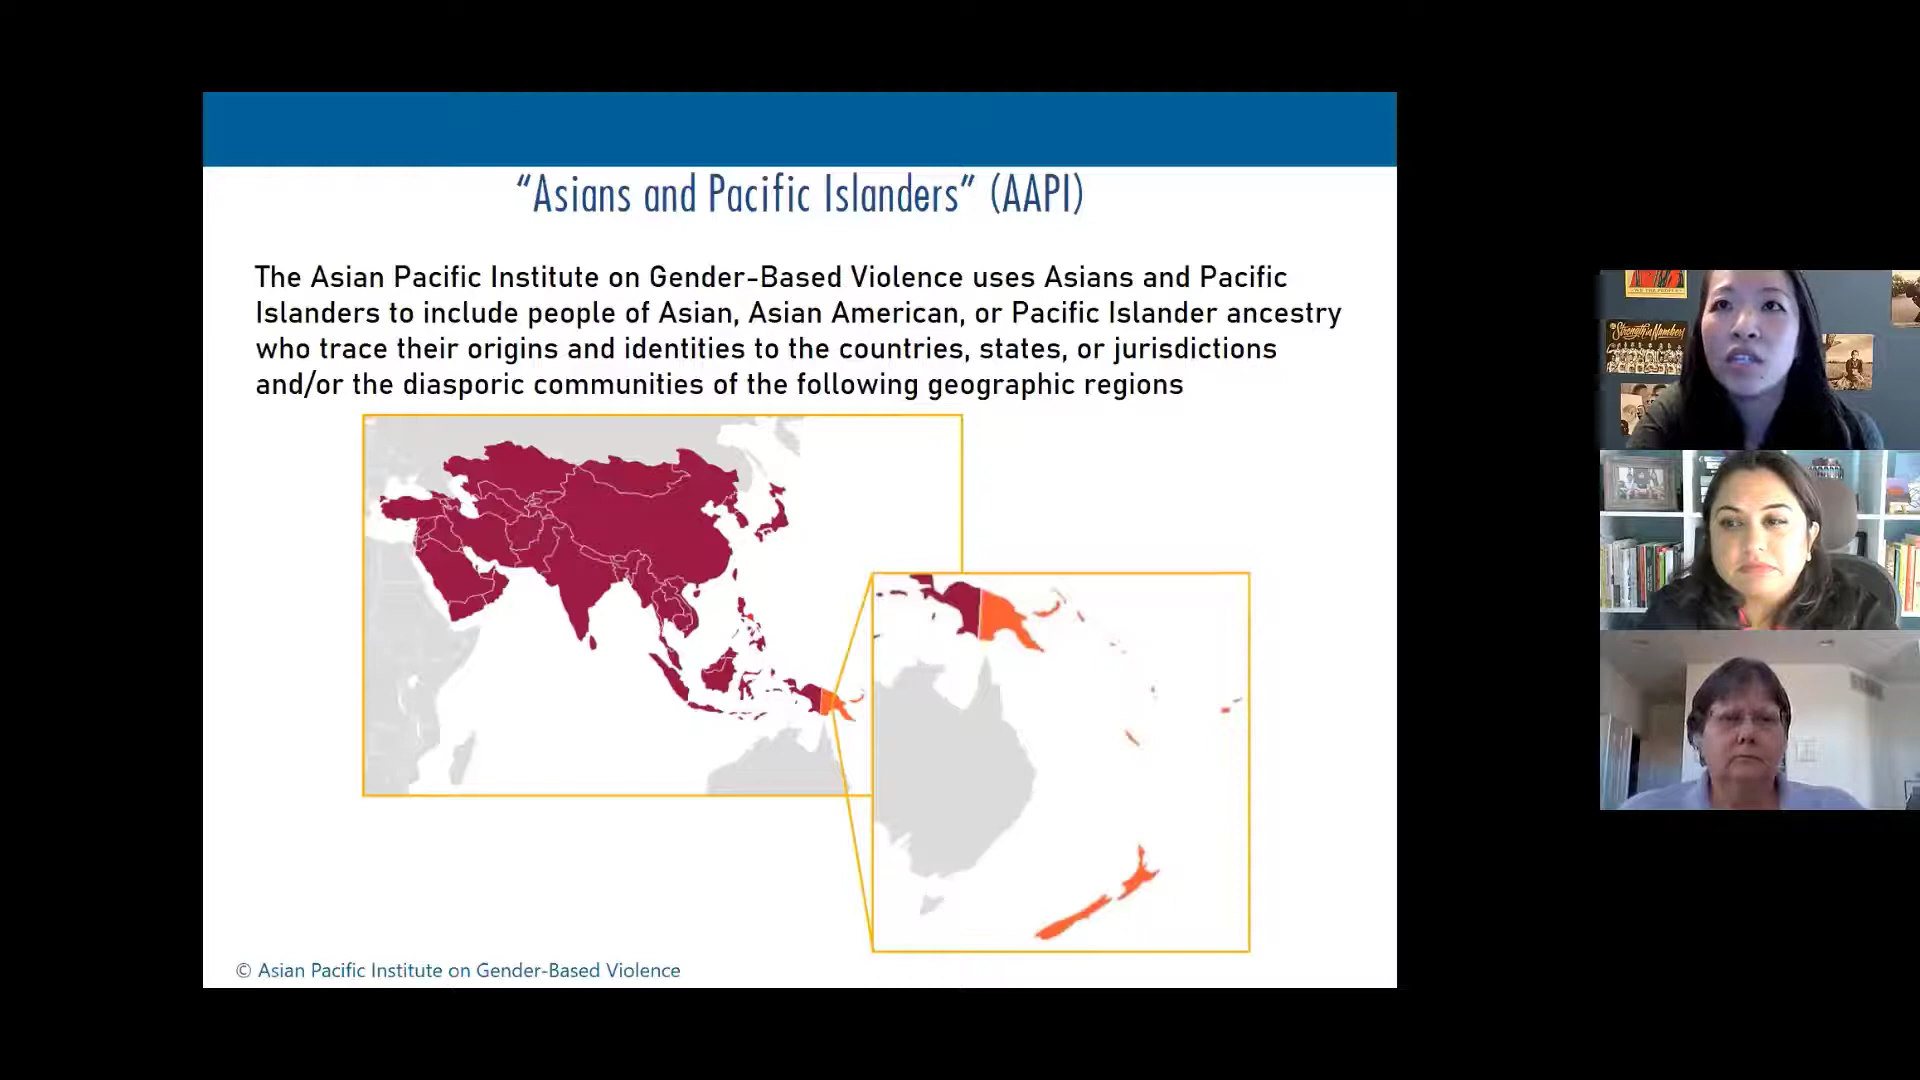 “Asians and Pacific Islanders” (AAPI)
The Asian Pacific Institute on Gender-Based Violence uses Asians and Pacific
Islanders to include people of Asian, Asian American, or Pacific Islander ancestry
who trace their origins and identities to the countries, states, or jurisdictions
and/or the diasporic communities of the following geographic regions
© Asian Pacific Institute on Gender-Based Violence
Strength in Numbers